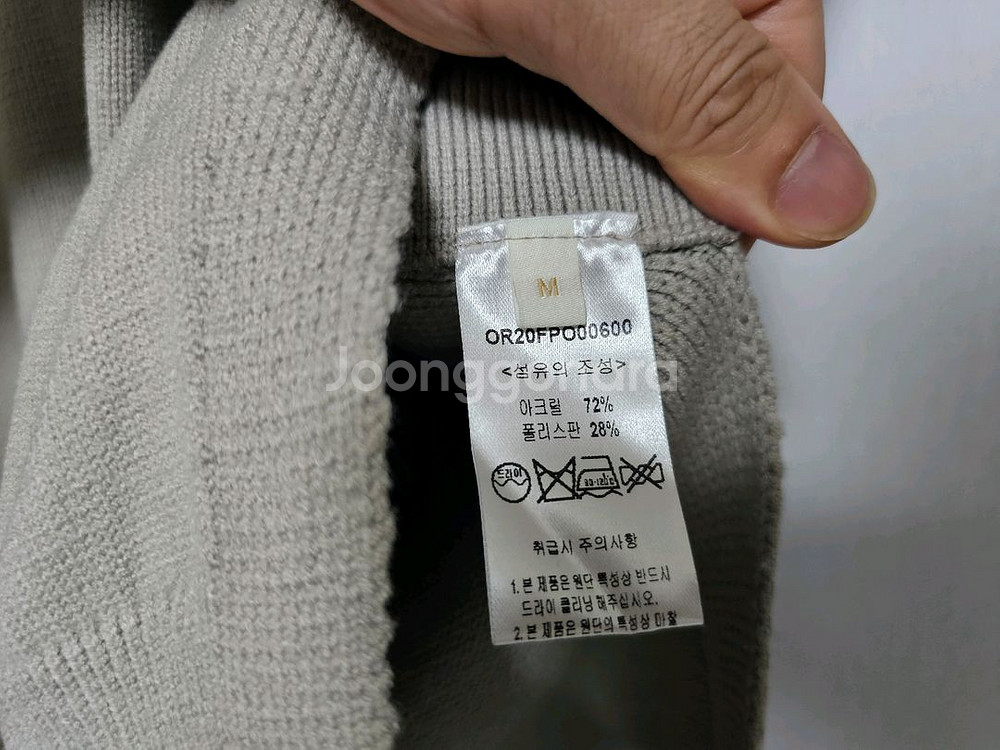 M
OR20FPO00600
<섬유의 조성>
Joonggonara
아크릴 72%
폴리스판 28%
드라이
80-120℃
취급시 주의사항
1. 본 제품은 원단 특성상 반드시
드라이 클리닝 해주십시오.
2. 본 제품은 원단의 특성상 마찰